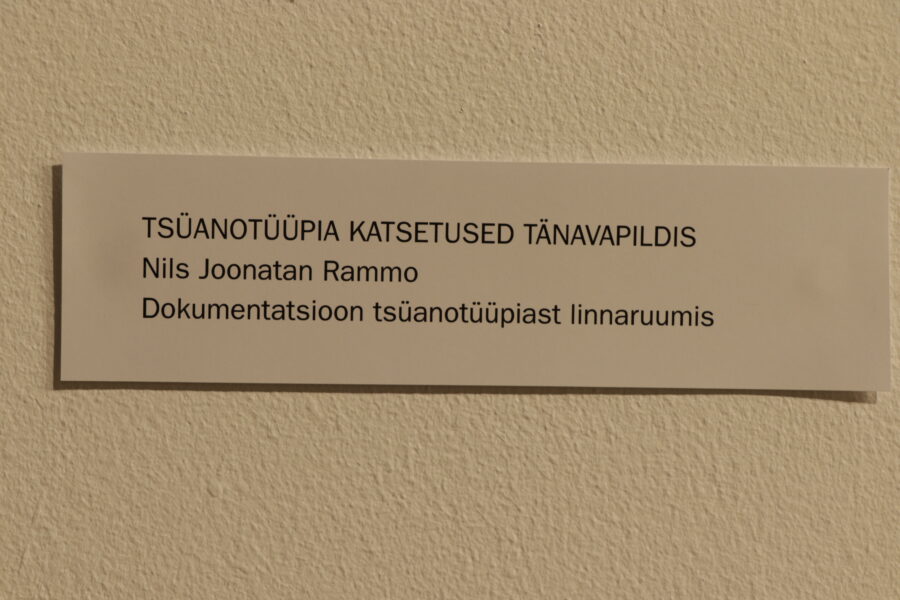 TSÜANOTÜÜPIA KATSETUSED TÄNAVAPILDIS
Nils Joonatan Rammo
Dokumentatsioon tsüanotüüpiast linnaruumis